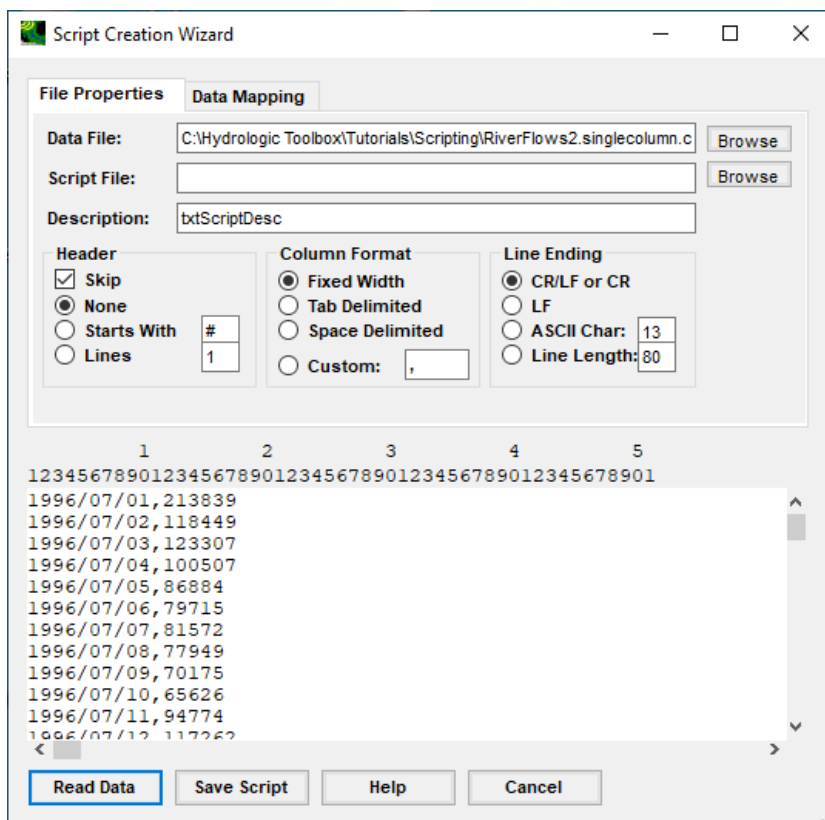 Script Creation Wizard
File Properties Data Mapping
Data File: C:\Hydrologic Toolbox\Tutorials\Scripting\RiverFlows2.singlecolumn.c Browse
Script File: Browse
Description: txtScriptDesc
Header Column Format Line Ending
Skip Fixed Width CR/LF or CR
None Tab Delimited LF
Starts With # Space Delimited ASCII Char: 13
Lines 1 Custom: , Line Length: 80
1 2 3 4 5
123456789012345678901234567890123456789012345678901
1996/07/01,213839
1996/07/02,118449
1996/07/03,123307
1996/07/04,100507
1996/07/05,86884
1996/07/06,79715
1996/07/07,81572
1996/07/08,77949
1996/07/09,70175
1996/07/10,65626
1996/07/11,94774
1996/07/12,117262
Read Data Save Script Help Cancel